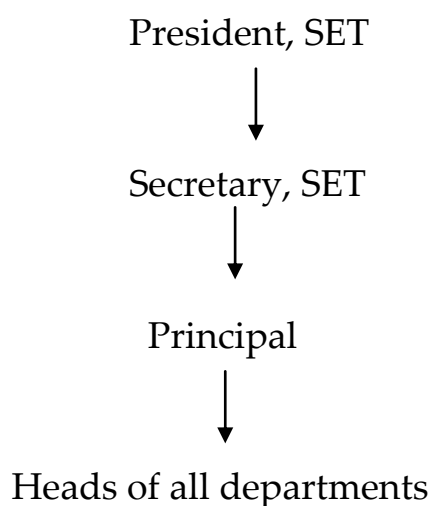 President, SET
Secretary, SET
Principal
Heads of all departments